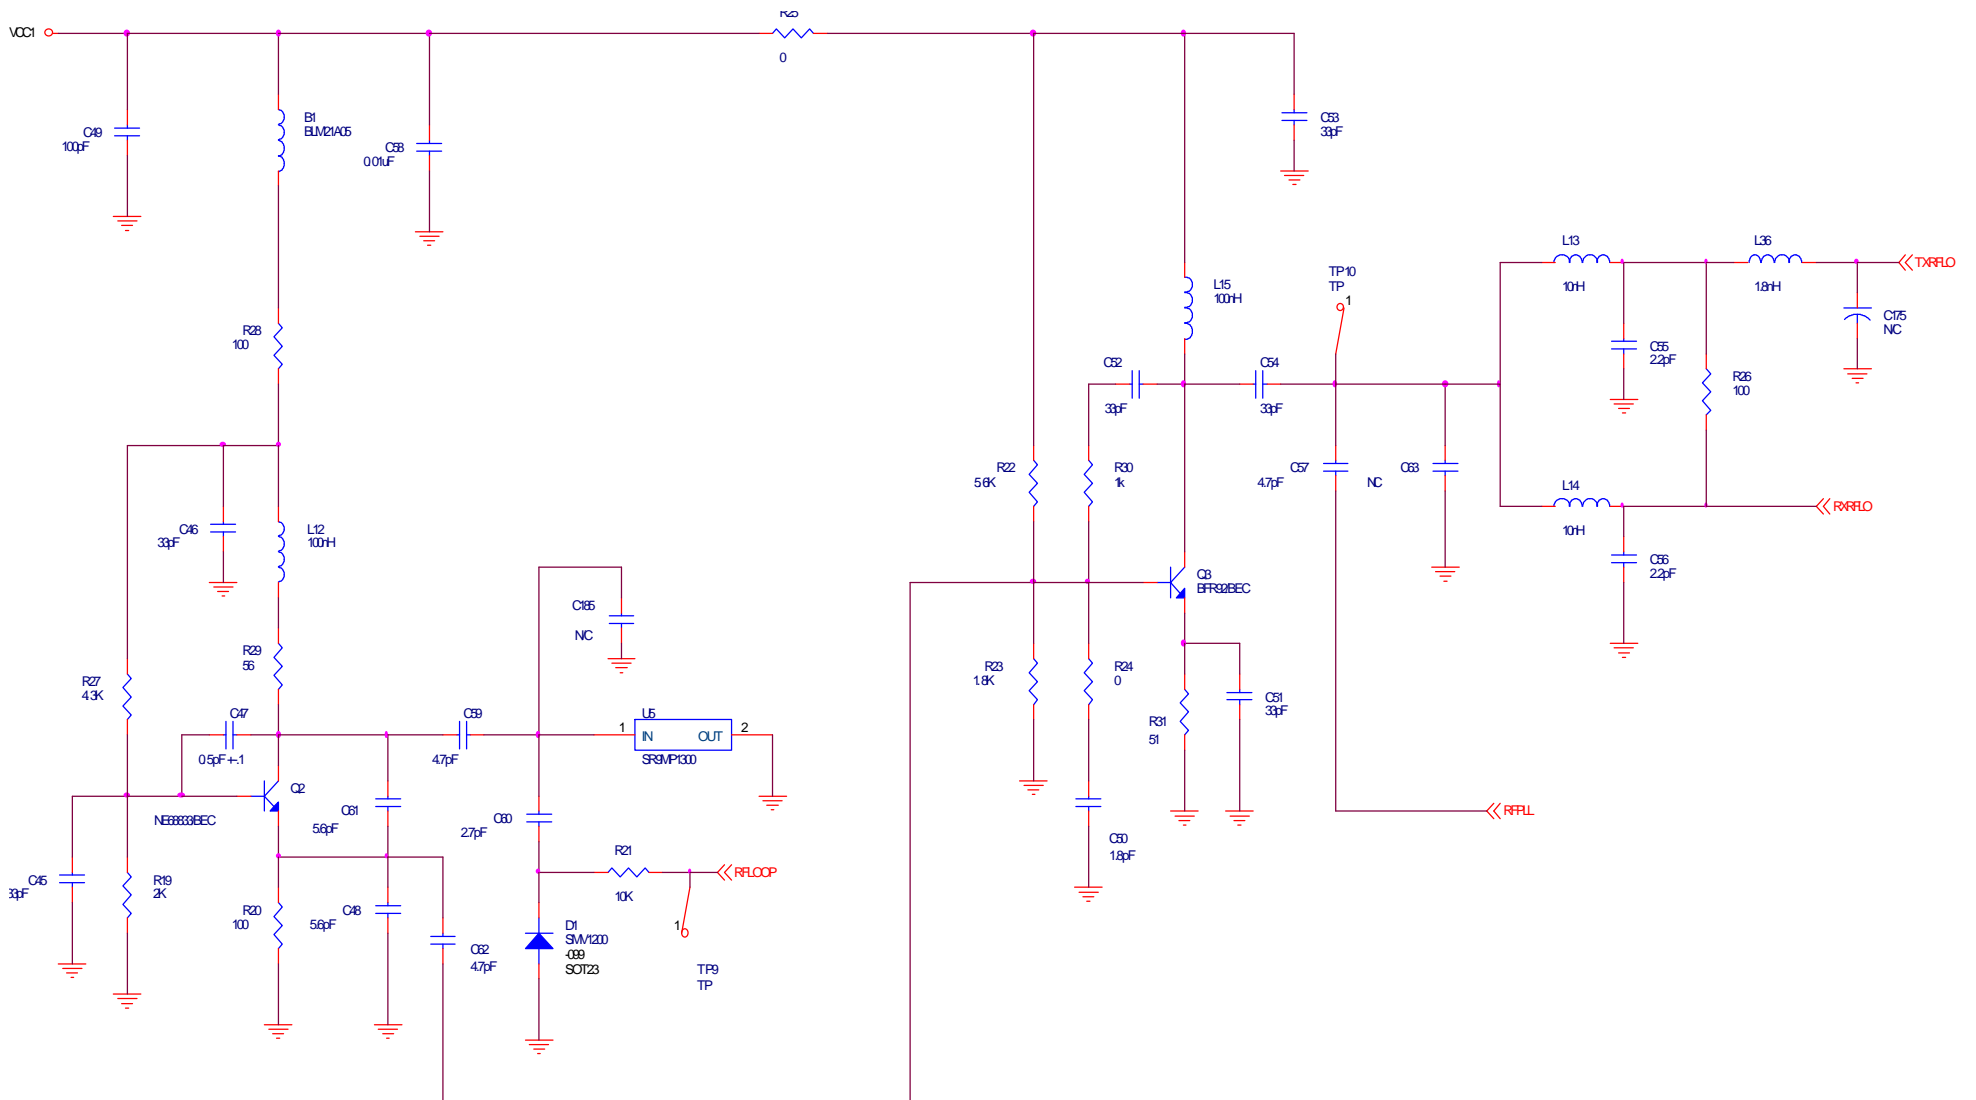 VCC1
R25
0
C49
100pF
B1
BLM21A05
C58
0.01uF
C53
33pF
R28
100
L15
100nH
TP10
TP
1
L13
10nH
L36
1.8nH
TXRFLO
C175
N/C
C55
2.2pF
R26
100
C52
33pF
C54
33pF
R22
5.6K
R30
1k
C57
4.7pF
N/C
C63
L14
10nH
RXRFLO
C56
2.2pF
C46
33pF
L12
100nH
C185
N/C
Q3
BFR92/BEC
R29
56
R27
4.3K
C47
0.5pF +-.1
C59
4.7pF
U5
1
IN
OUT
2
SR9MP1300
R23
1.8K
R24
0
R31
51
C51
33pF
Q2
NE68833/BEC
C61
5.6pF
C60
2.7pF
R21
10K
RFLOOP
C50
1.8pF
RFPLL
C45
33pF
R19
2K
R20
100
C48
5.6pF
C62
4.7pF
D1
SMV1200
-099
SOT23
1
TP9
TP